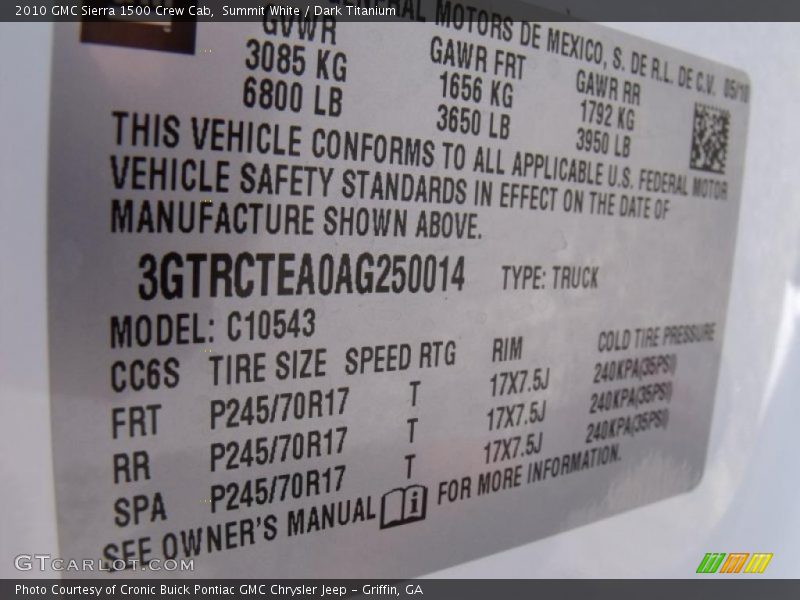 2010 GMC Sierra 1500 Crew Cab, Summit White / Dark Titanium
GENERAL MOTORS DE MEXICO, S. DE R.L. DE C.V. 05/10
GVWR GAWR FRT GAWR RR
3085 KG 1656 KG 1792 KG
6800 LB 3650 LB 3950 LB
THIS VEHICLE CONFORMS TO ALL APPLICABLE U.S. FEDERAL MOTOR
VEHICLE SAFETY STANDARDS IN EFFECT ON THE DATE OF
MANUFACTURE SHOWN ABOVE.
3GTRCTEA0AG250014 TYPE: TRUCK
MODEL: C10543
CC6S TIRE SIZE SPEED RTG RIM COLD TIRE PRESSURE
FRT P245/70R17 T 17X7.5J 240KPA(35PSI)
RR P245/70R17 T 17X7.5J 240KPA(35PSI)
SPA P245/70R17 T 17X7.5J 240KPA(35PSI)
SEE OWNER'S MANUAL i FOR MORE INFORMATION.
GTCARLOT.COM
Photo Courtesy of Cronic Buick Pontiac GMC Chrysler Jeep - Griffin, GA